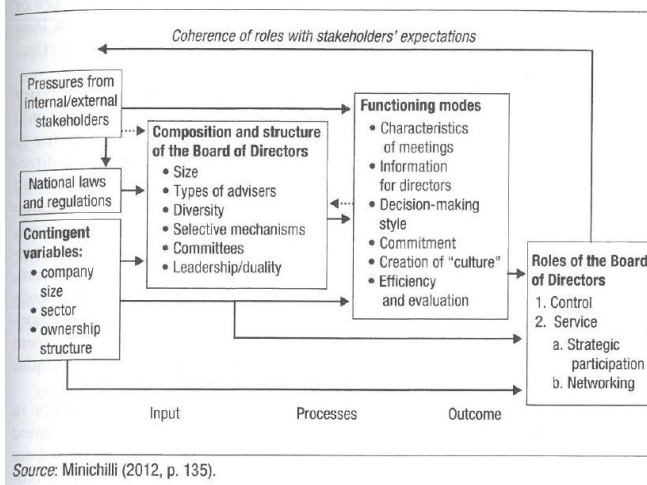 Coherence of roles with stakeholders' expectations
Pressures from
internal/external
stakeholders
National laws
and regulations
Contingent
variables:
• company
size
• sector
• ownership
structure
Composition and structure
of the Board of Directors
• Size
• Types of advisers
• Diversity
• Selective mechanisms
• Committees
• Leadership/duality
Functioning modes
• Characteristics
of meetings
• Information
for directors
• Decision-making
style
• Commitment
• Creation of "culture"
• Efficiency
and evaluation
Roles of the Board
of Directors
1. Control
2. Service
a. Strategic
participation
b. Networking
Input Processes Outcome
Source: Minichilli (2012, p. 135).